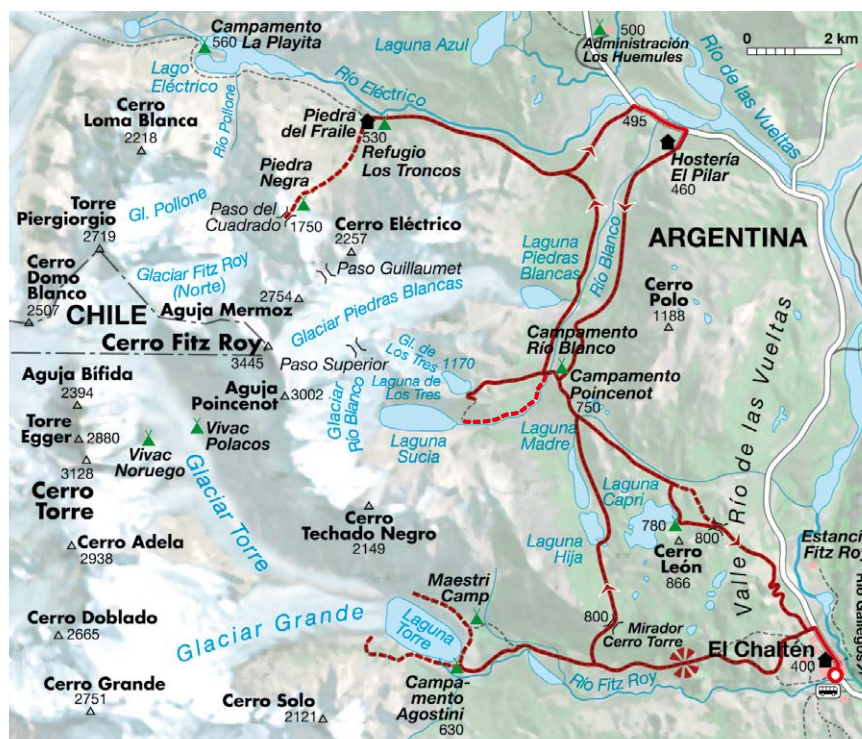 Campamento
La Playita
560
Lago
Eléctrico
Laguna Azul
500
Administración
Los Huemules
0
2 km
Río de las Vueltas
Cerro
Loma Blanca
2218
Río Pollone
Río Eléctrico
Piedra
del Fraile
530
Refugio
Los Troncos
495
Hostería
El Pilar
460
Piedra
Negra
Gl. Pollone
Paso del
Cuadrado
1750
Torre
Piergiorgio
2719
Cerro Eléctrico
2257
Laguna
Piedras
Blancas
Río Blanco
ARGENTINA
Cerro
Domo
Blanco
2507
Glaciar Fitz Roy
(Norte)
Paso Guillaumet
2754
Aguja Mermoz
Glaciar Piedras Blancas
Cerro
Polo
1188
CHILE
Cerro Fitz Roy
3445
Paso Superior
Gl. de
Los Tres
1170
Laguna de
Los Tres
Campamento
Río Blanco
Campamento
Poincenot
750
Aguja Bífida
2394
Aguja
Poincenot
3002
Glaciar
Río Blanco
Laguna
Sucia
Laguna
Madre
Torre
Egger
2880
3128
Vivac
Noruego
Vivac
Polacos
Cerro
Torre
Glaciar Torre
Laguna
Capri
Valle Río de las Vueltas
Laguna
Hija
780
800
Cerro
León
866
Estancia
Fitz Roy
Río Gallegos
Cerro
Techado Negro
2149
Cerro Adela
2938
Maestri
Camp
Cerro Doblado
2665
Glaciar Grande
Laguna
Torre
800
Mirador
Cerro Torre
El Chaltén
400
Río Fitz Roy
Cerro Grande
2751
Cerro Solo
2121
Campa-
mento
Agostini
630